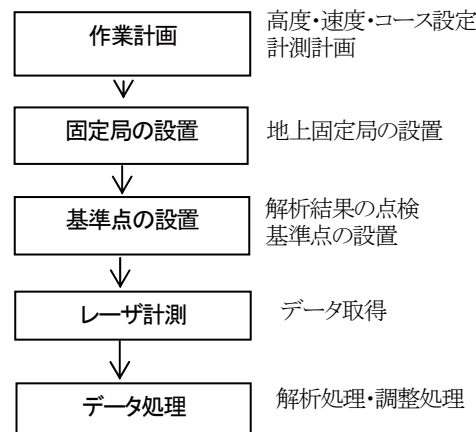 作業計画
高度・速度・コース設定
計測計画
固定局の設置
地上固定局の設置
基準点の設置
解析結果の点検
基準点の設置
レーザ計測
データ取得
データ処理
解析処理・調整処理